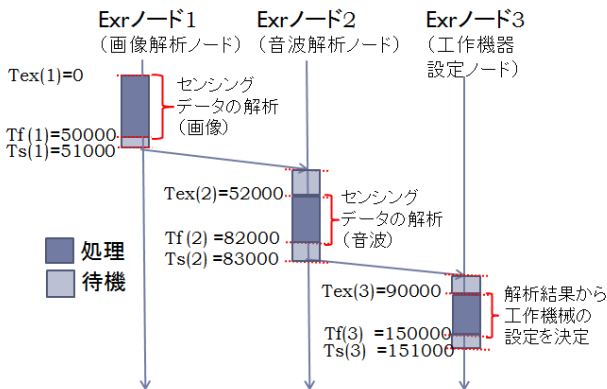 Exrノード1
(画像解析ノード)
Exrノード2
(音波解析ノード)
Exrノード3
(工作機器
設定ノード)
Tex(1)=0
センシング
データの解析
(画像)
Tf(1)=50000
Ts(1)=51000
Tex(2)=52000
センシング
データの解析
(音波)
Tf(2) =82000
Ts(2) =83000
処理
待機
Tex(3)=90000
解析結果から
工作機械の
設定を決定
Tf(3) =150000
Ts(3) =151000